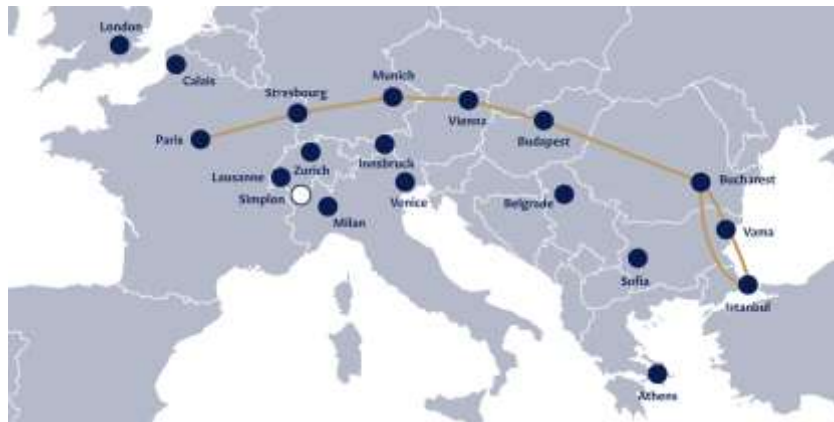 London
Calais
Munich
Strasbourg
Vienna
Paris
Budapest
Zurich
Innsbruck
Lausanne
Bucharest
Simplon
Venice
Belgrade
Milan
Varna
Sofia
Istanbul
Athens